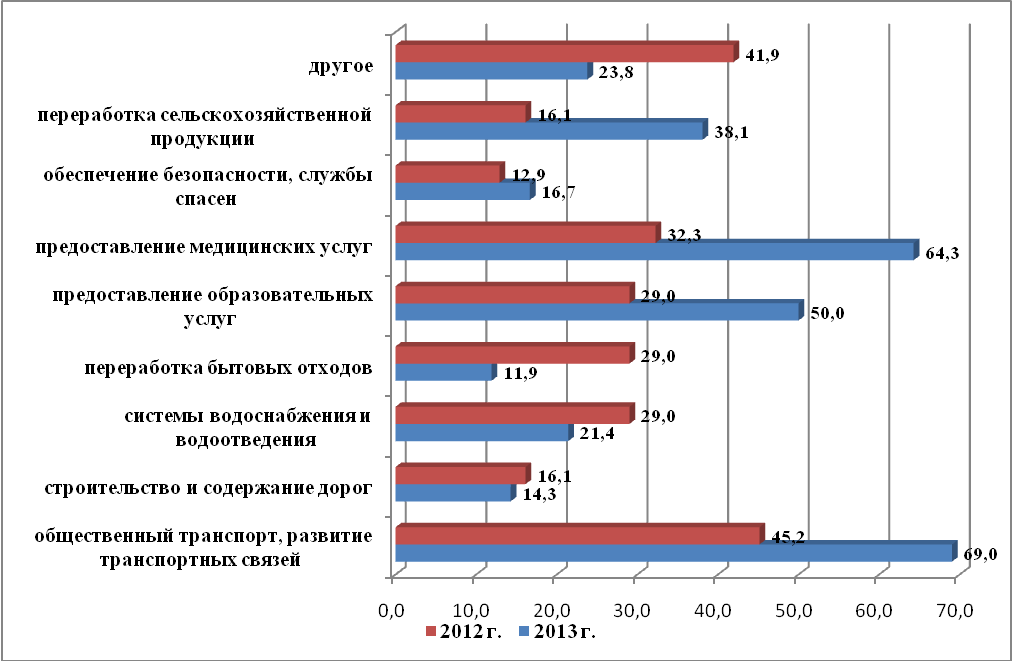 другое
41,9
23,8
переработка сельскохозяйственной
продукции
16,1
38,1
обеспечение безопасности, службы
спасен
12,9
16,7
предоставление медицинских услуг
32,3
64,3
предоставление образовательных
услуг
29,0
50,0
переработка бытовых отходов
29,0
11,9
системы водоснабжения и
водоотведения
29,0
21,4
строительство и содержание дорог
16,1
14,3
общественный транспорт, развитие
транспортных связей
45,2
69,0
0,0 10,0 20,0 30,0 40,0 50,0 60,0 70,0
2012 г. 2013 г.